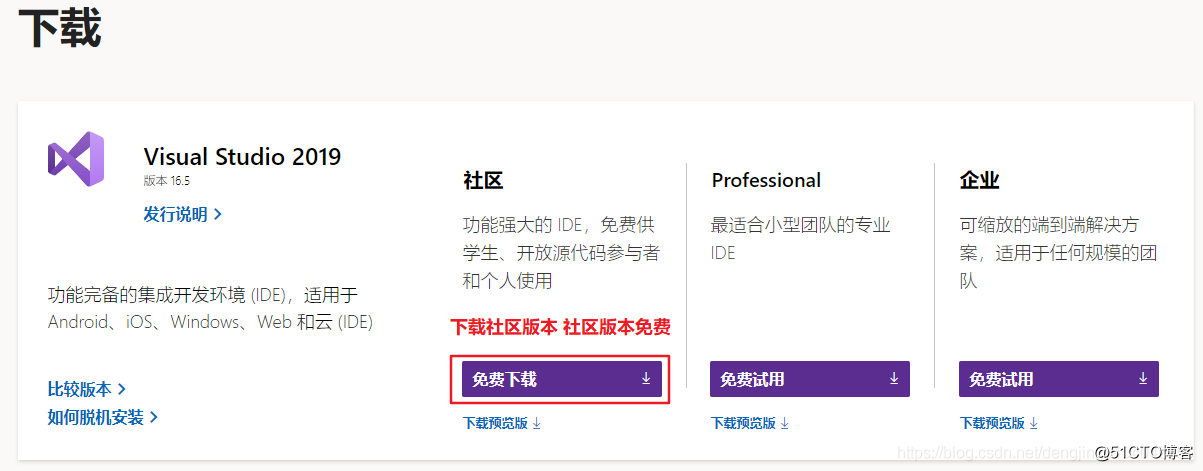 下载
Visual Studio 2019
版本 16.5
发行说明
功能完备的集成开发环境 (IDE)，适用于
Android、iOS、Windows、Web 和云 (IDE)
比较版本
如何脱机安装
社区
功能强大的 IDE，免费供
学生、开放源代码参与者
和个人使用
下载社区版本 社区版本免费
免费下载
下载预览版
Professional
最适合小型团队的专业
IDE
免费试用
下载预览版
企业
可缩放的端到端解决方
案，适用于任何规模的团
队
免费试用
下载预览版
https://blog.csdn.net/dengjin
@51CTO博客